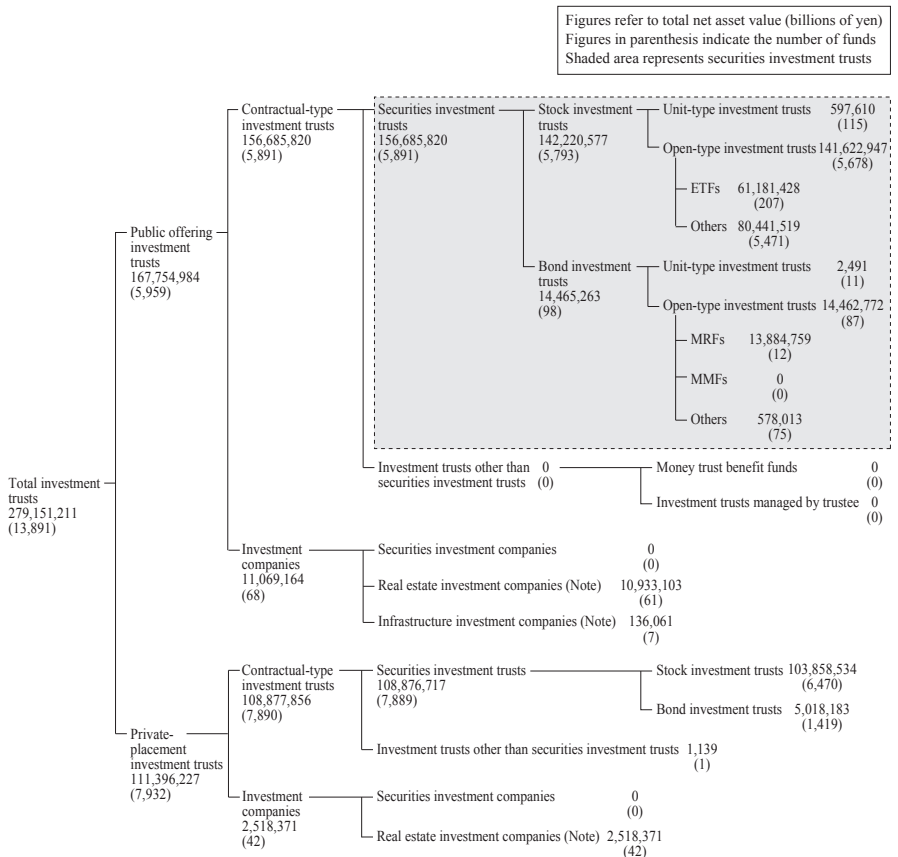 Figures refer to total net asset value (billions of yen)
Figures in parenthesis indicate the number of funds
Shaded area represents securities investment trusts
Total investment
trusts
279,151,211
(13,891)
Public offering
investment
trusts
167,754,984
(5,959)
Contractual-type
investment trusts
156,685,820
(5,891)
Securities investment
trusts
156,685,820
(5,891)
Stock investment
trusts
142,220,577
(5,793)
Unit-type investment trusts 597,610
(115)
Open-type investment trusts 141,622,947
(5,678)
ETFs 61,181,428
(207)
Others 80,441,519
(5,471)
Bond investment
trusts
14,465,263
(98)
Unit-type investment trusts 2,491
(11)
Open-type investment trusts 14,462,772
(87)
MRFs 13,884,759
(12)
MMFs 0
(0)
Others 578,013
(75)
Investment trusts other than 0
securities investment trusts (0)
Money trust benefit funds 0
(0)
Investment trusts managed by trustee 0
(0)
Investment
companies
11,069,164
(68)
Securities investment companies 0
(0)
Real estate investment companies (Note) 10,933,103
(61)
Infrastructure investment companies (Note) 136,061
(7)
Private-
placement
investment trusts
111,396,227
(7,932)
Contractual-type
investment trusts
108,877,856
(7,890)
Securities investment trusts
108,876,717
(7,889)
Stock investment trusts 103,858,534
(6,470)
Bond investment trusts 5,018,183
(1,419)
Investment trusts other than securities investment trusts 1,139
(1)
Investment
companies
2,518,371
(42)
Securities investment companies 0
(0)
Real estate investment companies (Note) 2,518,371
(42)